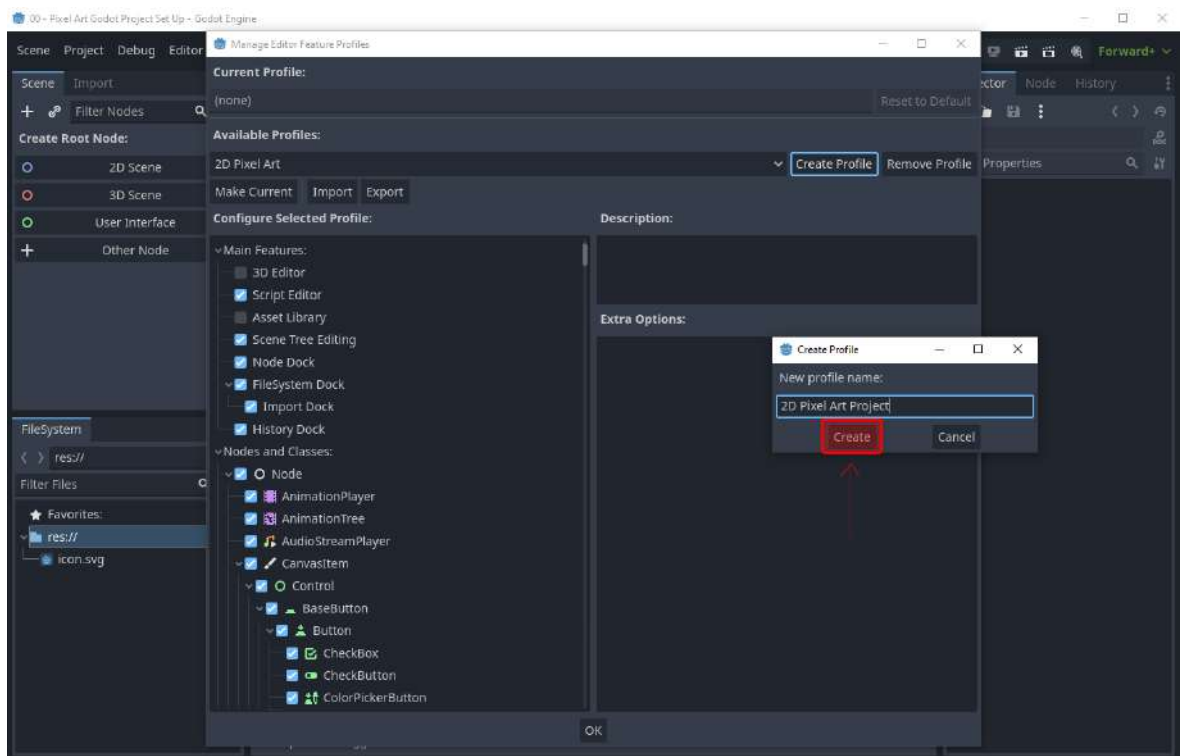 00 - Pixel Art Godot Project Set Up - Godot Engine
Scene Project Debug Editor
Forward+
Manage Editor Feature Profiles
Current Profile:
(none)
Reset to Default
Available Profiles:
2D Pixel Art
Create Profile
Remove Profile
Make Current
Import
Export
Configure Selected Profile:
Main Features:
3D Editor
Script Editor
Asset Library
Scene Tree Editing
Node Dock
FileSystem Dock
Import Dock
History Dock
Nodes and Classes:
Node
AnimationPlayer
AnimationTree
AudioStreamPlayer
CanvasItem
Control
BaseButton
Button
CheckBox
CheckButton
ColorPickerButton
Description:
Extra Options:
OK
Create Profile
New profile name:
2D Pixel Art Project
Create
Cancel
Scene Import
Filter Nodes
Create Root Node:
2D Scene
3D Scene
User Interface
Other Node
FileSystem
res://
Filter Files
Favorites:
res://
icon.svg
ctor Node History
Properties